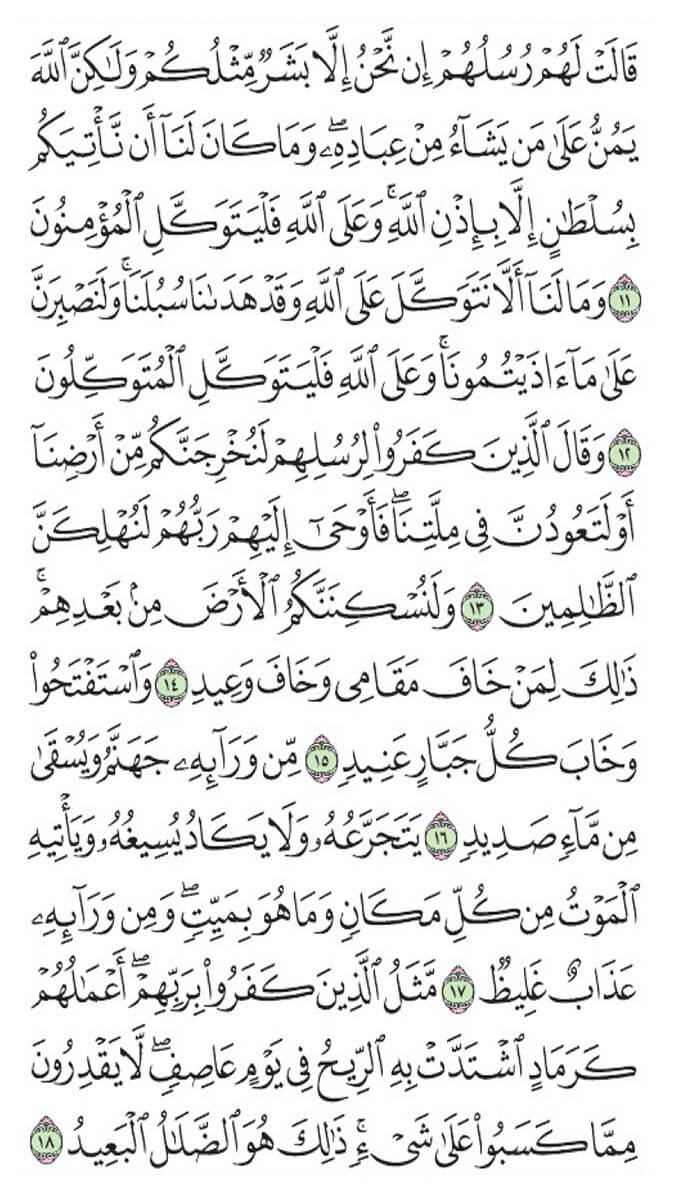 قَالَتْ لَهُمْ رُسُلُهُمْ إِن نَّحْنُ إِلَّا بَشَرٌ مِّثْلُكُمْ وَلَٰكِنَّ ٱللَّهَ
يَمُنُّ عَلَىٰ مَن يَشَآءُ مِنْ عِبَادِهِۦ ۖ وَمَا كَانَ لَنَآ أَن نَّأْتِيَكُم
بِسُلْطَٰنٍ إِلَّا بِإِذْنِ ٱللَّهِ ۚ وَعَلَى ٱللَّهِ فَلْيَتَوَكَّلِ ٱلْمُؤْمِنُونَ
١١ وَمَا لَنَآ أَلَّا نَتَوَكَّلَ عَلَى ٱللَّهِ وَقَدْ هَدَىٰنَا سُبُلَنَا ۚ وَلَنَصْبِرَنَّ
عَلَىٰ مَآ ءَاذَيْتُمُونَا ۚ وَعَلَى ٱللَّهِ فَلْيَتَوَكَّلِ ٱلْمُتَوَكِّلُونَ
١٢ وَقَالَ ٱلَّذِينَ كَفَرُوا۟ لِرُسُلِهِمْ لَنُخْرِجَنَّكُم مِّنْ أَرْضِنَآ
أَوْ لَتَعُودُنَّ فِى مِلَّتِنَا ۖ فَأَوْحَىٰٓ إِلَيْهِمْ رَبُّهُمْ لَنُهْلِكَنَّ
ٱلظَّٰلِمِينَ ١٣ وَلَنُسْكِنَنَّكُمُ ٱلْأَرْضَ مِنۢ بَعْدِهِمْ ۚ
ذَٰلِكَ لِمَنْ خَافَ مَقَامِى وَخَافَ وَعِيدِ ١٤ وَٱسْتَفْتَحُوا۟
وَخَابَ كُلُّ جَبَّارٍ عَنِيدٍ ١٥ مِّن وَرَآئِهِۦ جَهَنَّمُ وَيُسْقَىٰ
مِن مَّآءٍ صَدِيدٍ ١٦ يَتَجَرَّعُهُۥ وَلَا يَكَادُ يُسِيغُهُۥ وَيَأْتِيهِ
ٱلْمَوْتُ مِن كُلِّ مَكَانٍ وَمَا هُوَ بِمَيِّتٍ ۖ وَمِن وَرَآئِهِۦ
عَذَابٌ غَلِيظٌ ١٧ مَّثَلُ ٱلَّذِينَ كَفَرُوا۟ بِرَبِّهِمْ ۖ أَعْمَٰلُهُمْ
كَرَمَادٍ ٱشْتَدَّتْ بِهِ ٱلرِّيحُ فِى يَوْمٍ عَاصِفٍ ۖ لَّا يَقْدِرُونَ
مِمَّا كَسَبُوا۟ عَلَىٰ شَىْءٍ ۚ ذَٰلِكَ هُوَ ٱلضَّلَٰلُ ٱلْبَعِيدُ ١٨